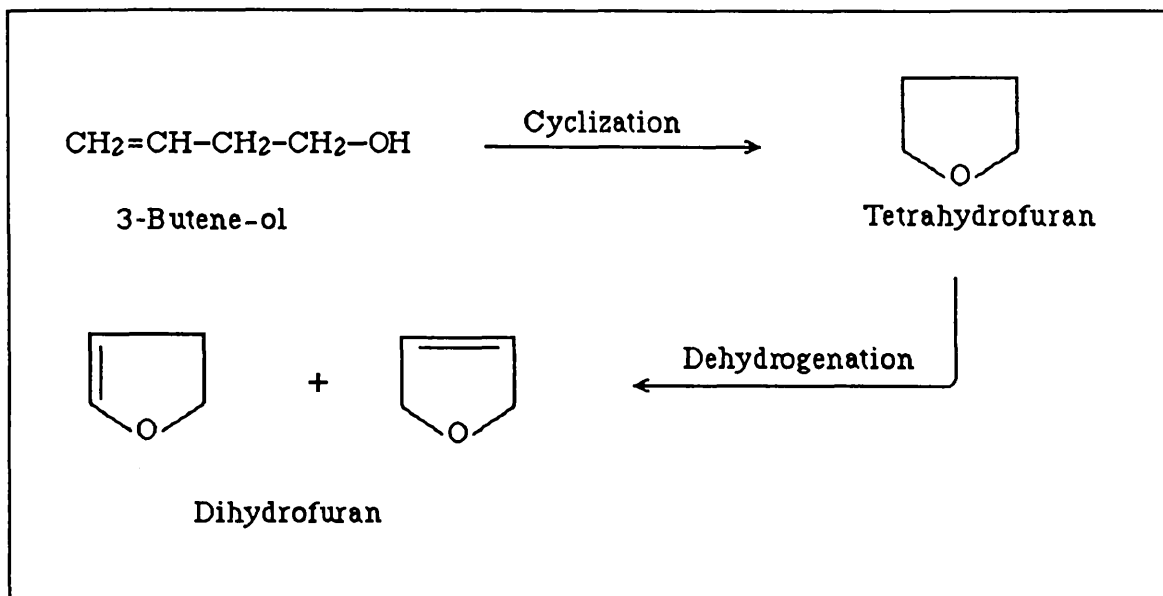 Cyclization
CH2=CH-CH2-CH2-OH
O
3-Butene-ol
Tetrahydrofuran
Dehydrogenation
+
O
O
Dihydrofuran